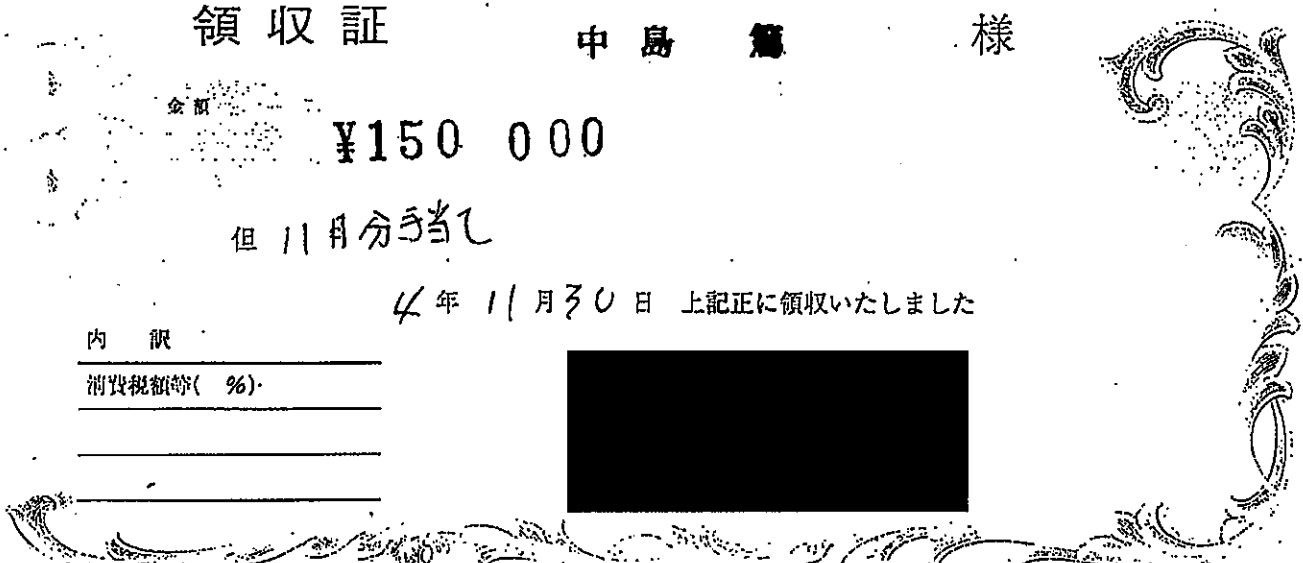 領収証 中島 篤 様
金額
¥150 000
但 11月分手当て
4年 11月30日 上記正に領収いたしました
内 訳
消費税額等( %)